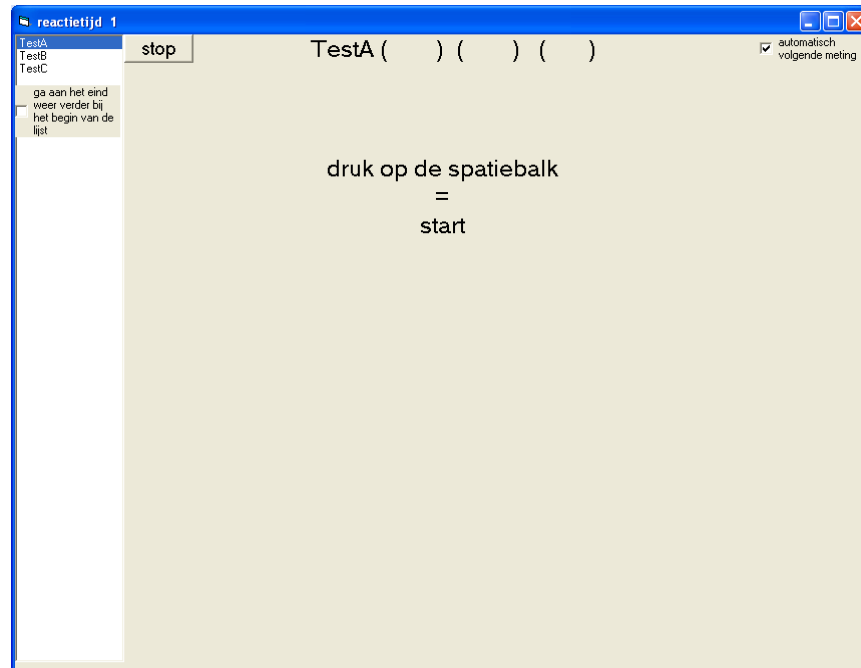 reactietijd 1
TestA
TestB
TestC
ga aan het eind
weer verder bij
het begin van de
lijst
stop
TestA (      ) (      ) (      )
automatisch
volgende meting
druk op de spatiebalk
=
start